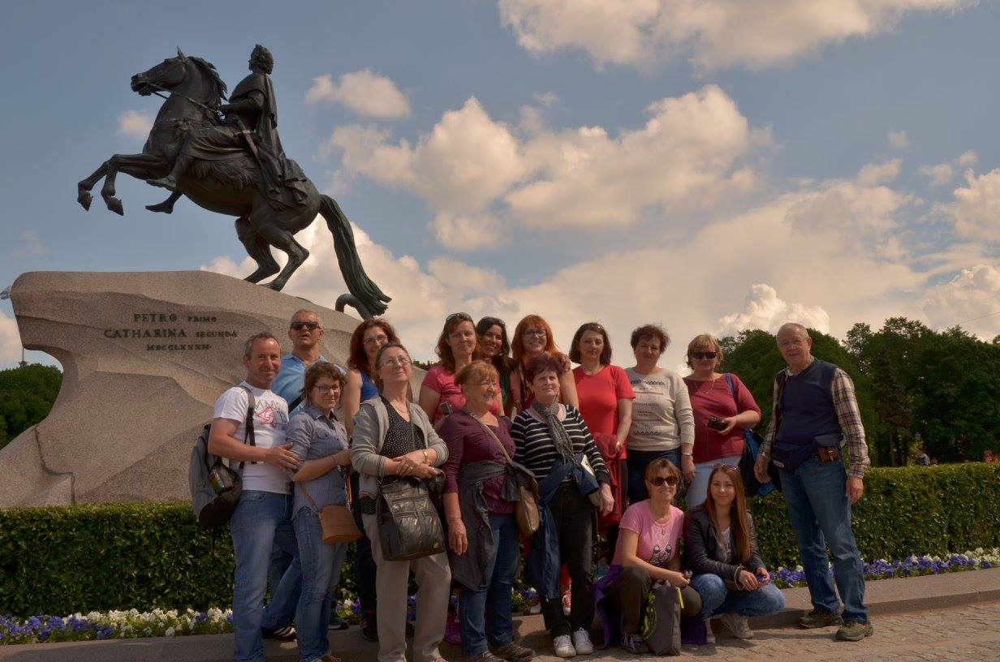 PETRO PRIMO
CATHARINA SECUNDA
MDCCLXXXII